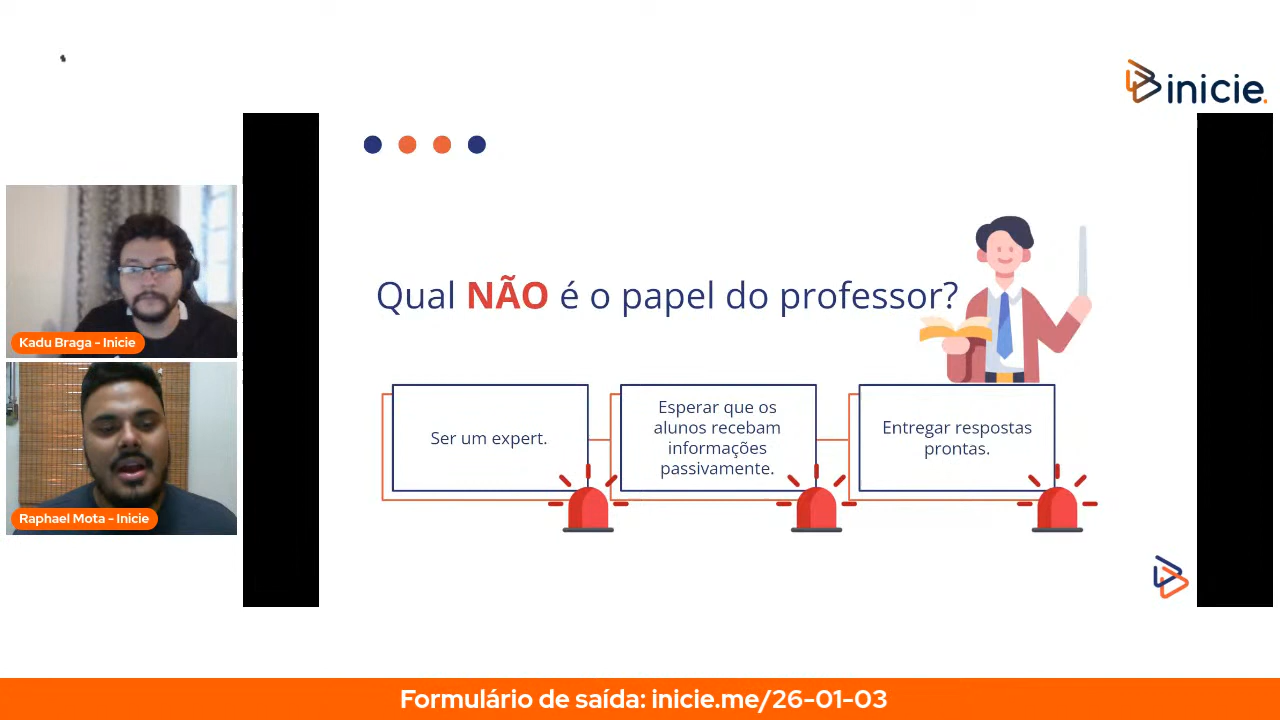 inicie.
Qual NÃO é o papel do professor?
Ser um expert.
Esperar que os
alunos recebam
informações
passivamente.
Entregar respostas
prontas.
Kadu Braga - Inicie
Raphael Mota - Inicie
Formulário de saída: inicie.me/26-01-03